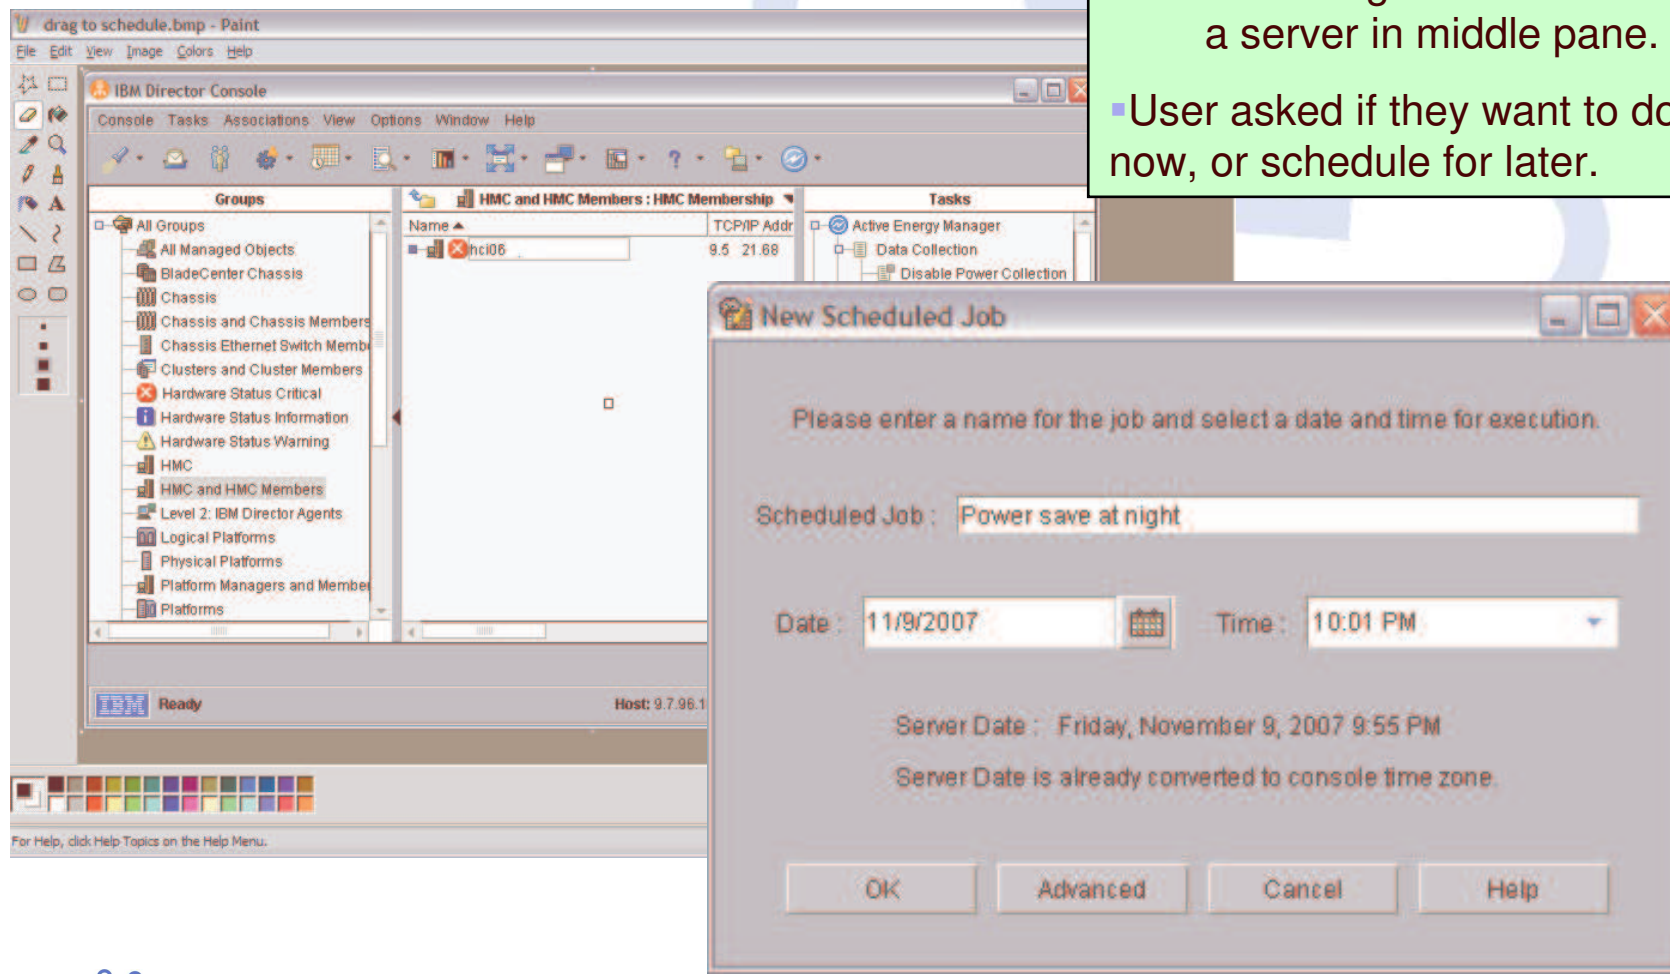 drag to schedule.bmp - Paint
File Edit View Image Colors Help
IBM Director Console
Console Tasks Associations View Options Window Help
Groups
All Groups
All Managed Objects
BladeCenter Chassis
Chassis
Chassis and Chassis Members
Chassis Ethernet Switch Membe
Clusters and Cluster Members
Hardware Status Critical
Hardware Status Information
Hardware Status Warning
HMC
HMC and HMC Members
Level 2: IBM Director Agents
Logical Platforms
Physical Platforms
Platform Managers and Member
Platforms
HMC and HMC Members : HMC Membership
Name TCP/IP Addr
hci06 9.5 21.68
Tasks
Active Energy Manager
Data Collection
Disable Power Collection
IBM Ready Host: 9.7.96.1
For Help, click Help Topics on the Help Menu.
a server in middle pane.
▪User asked if they want to do
now, or schedule for later.
New Scheduled Job
Please enter a name for the job and select a date and time for execution.
Scheduled Job : Power save at night
Date : 11/9/2007 Time : 10:01 PM
Server Date : Friday, November 9, 2007 9:55 PM
Server Date is already converted to console time zone.
OK Advanced Cancel Help